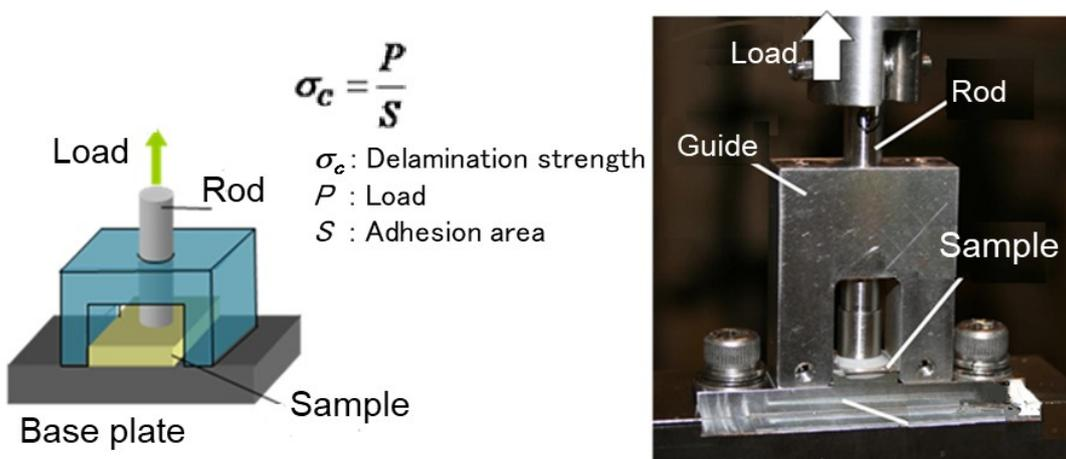 σc = P / S
σc : Delamination strength
P : Load
S : Adhesion area
Load
Rod
Sample
Base plate
Load
Rod
Guide
Sample